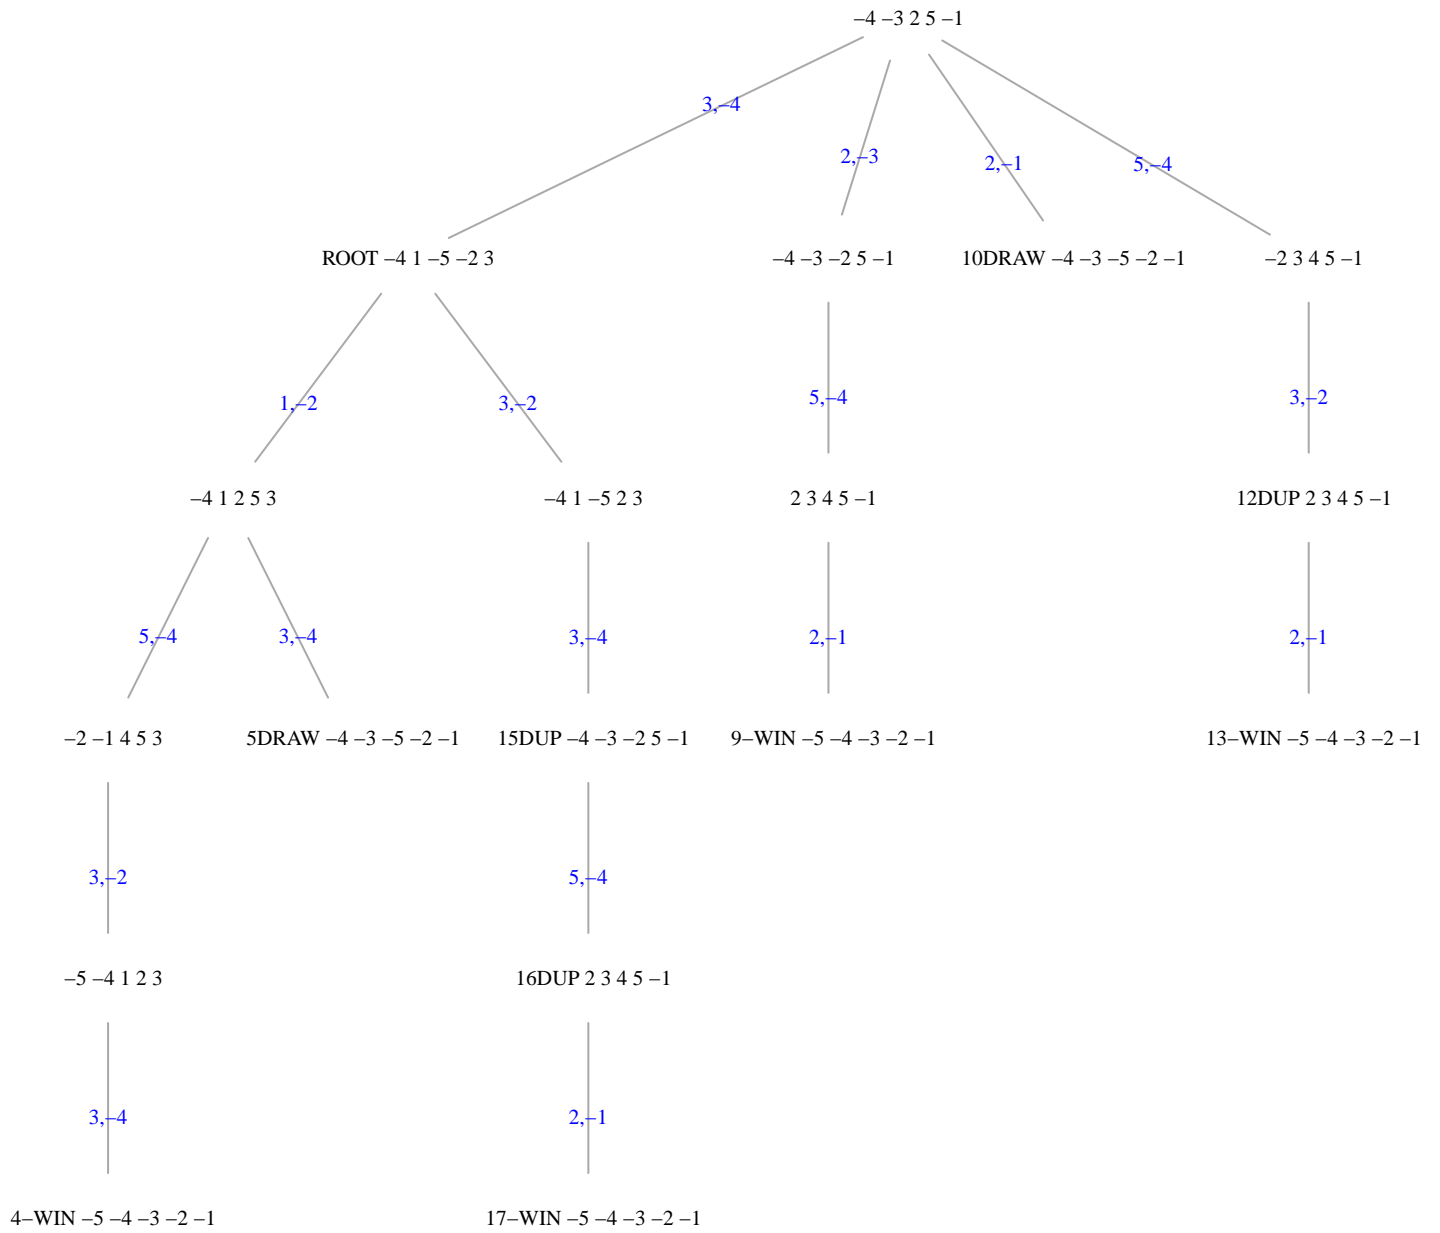 –4 –3 2 5 –1
3,–4
2,–3
2,–1
5,–4
ROOT –4 1 –5 –2 3
–4 –3 –2 5 –1
10DRAW –4 –3 –5 –2 –1
–2 3 4 5 –1
1,–2
3,–2
5,–4
3,–2
–4 1 2 5 3
–4 1 –5 2 3
2 3 4 5 –1
12DUP 2 3 4 5 –1
5,–4
3,–4
3,–4
2,–1
2,–1
–2 –1 4 5 3
5DRAW –4 –3 –5 –2 –1
15DUP –4 –3 –2 5 –1
9–WIN –5 –4 –3 –2 –1
13–WIN –5 –4 –3 –2 –1
3,–2
5,–4
–5 –4 1 2 3
16DUP 2 3 4 5 –1
3,–4
2,–1
4–WIN –5 –4 –3 –2 –1
17–WIN –5 –4 –3 –2 –1